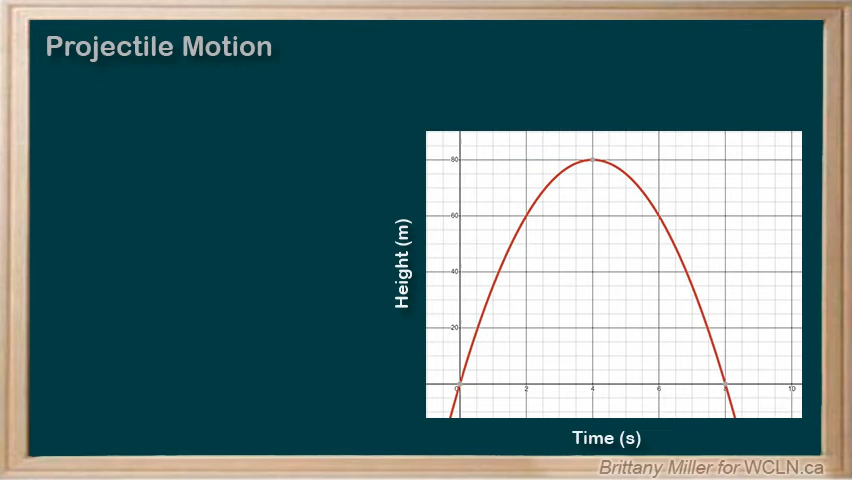 Projectile Motion
80
60
40
20
0 2 4 6 8 10
Height (m)
Time (s)
Brittany Miller for WCLN.ca